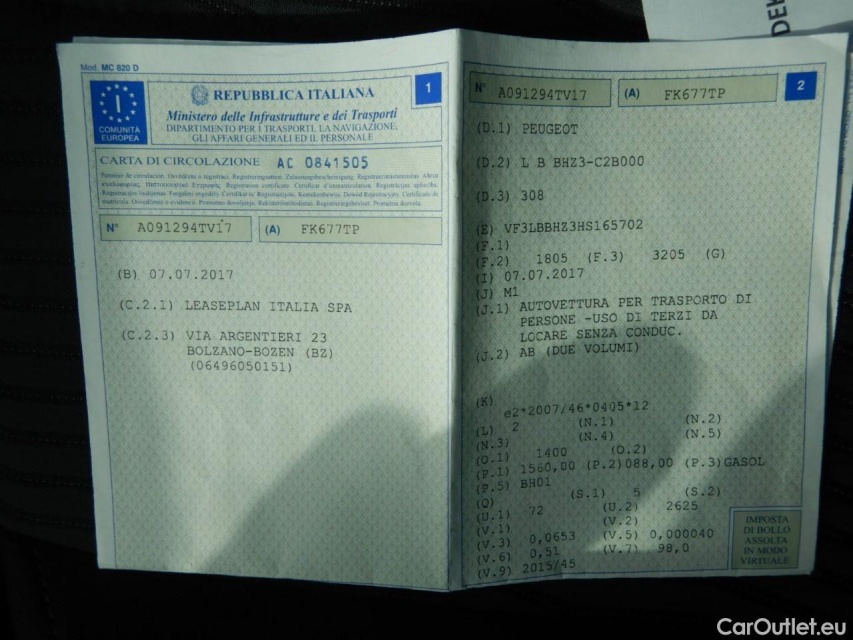 DEK
Mod. MC 820 D
I
COMUNITÀ
EUROPEA
REPUBBLICA ITALIANA
1
Ministero delle Infrastrutture e dei Trasporti
DIPARTIMENTO PER I TRASPORTI, LA NAVIGAZIONE,
GLI AFFARI GENERALI ED IL PERSONALE
CARTA DI CIRCOLAZIONE AC 0841505
N° A091294TV17 (A) FK677TP
(B) 07.07.2017
(C.2.1) LEASEPLAN ITALIA SPA
(C.2.3) VIA ARGENTIERI 23
BOLZANO-BOZEN (BZ)
(06496050151)
N° A091294TV17 (A) FK677TP 2
(D.1) PEUGEOT
(D.2) L B BHZ3-C2B000
(D.3) 308
(E) VF3LBBHZ3HS165702
(F.1)
(F.2) 1805 (F.3) 3205 (G)
(I) 07.07.2017
(J) M1
(J.1) AUTOVETTURA PER TRASPORTO DI
PERSONE -USO DI TERZI DA
LOCARE SENZA CONDUC.
(J.2) AB (DUE VOLUMI)
(K) e2*2007/46*0405*12
(L) 2 (N.1) (N.2)
(N.3) (N.4) (N.5)
(O.1) 1400 (O.2)
(P.1) 1560,00 (P.2)088,00 (P.3)GASOL
(P.5) BH01
(Q) (S.1) 5 (S.2)
(U.1) 72 (U.2) 2625
(V.1) (V.2)
(V.3) 0,0653 (V.5) 0,000040
(V.6) 0,51 (V.7) 98,0
(V.9) 2015/45
IMPOSTA
DI BOLLO
ASSOLTA
IN MODO
VIRTUALE
CarOutlet.eu